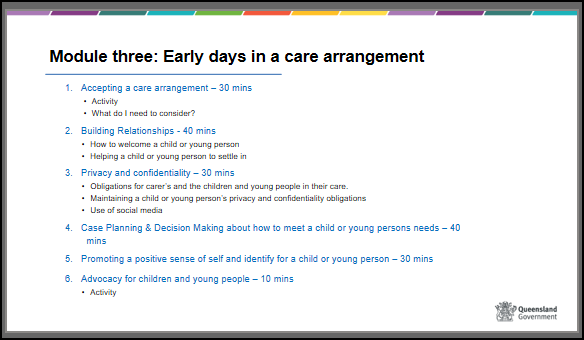 Module three: Early days in a care arrangement
1. Accepting a care arrangement – 30 mins
• Activity
• What do I need to consider?
2. Building Relationships - 40 mins
• How to welcome a child or young person
• Helping a child or young person to settle in
3. Privacy and confidentiality – 30 mins
• Obligations for carer's and the children and young people in their care.
• Maintaining a child or young person's privacy and confidentiality obligations
• Use of social media
4. Case Planning & Decision Making about how to meet a child or young persons needs – 40
mins
5. Promoting a positive sense of self and identify for a child or young person – 30 mins
6. Advocacy for children and young people – 10 mins
• Activity
Queensland
Government